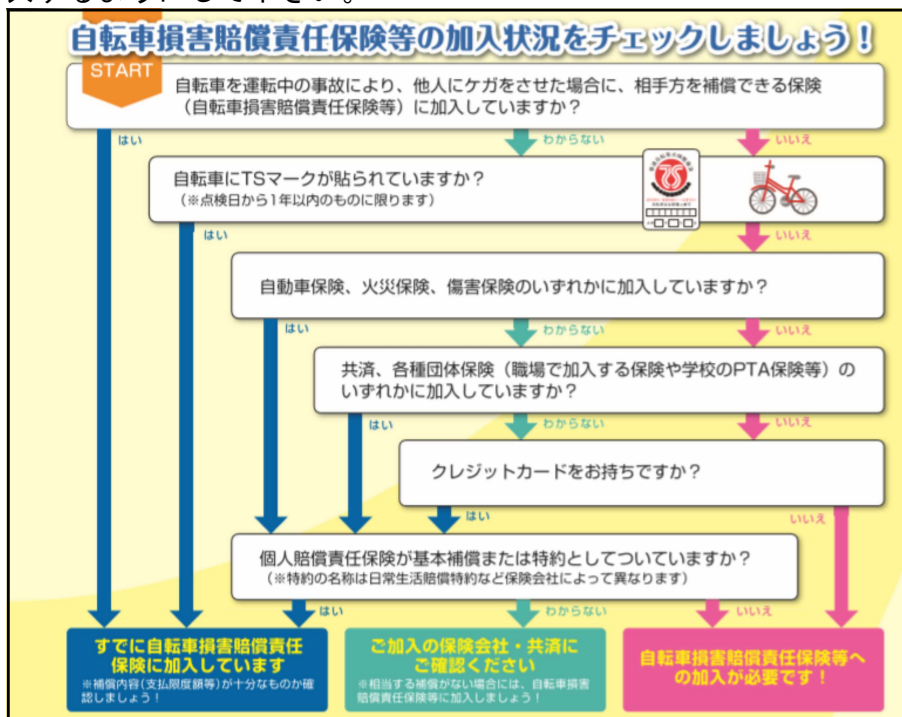 自転車損害賠償責任保険等の加入状況をチェックしましょう！
START
自転車を運転中の事故により、他人にケガをさせた場合に、相手方を補償できる保険
（自転車損害賠償責任保険等）に加入していますか？
はい
わからない
いいえ
自転車にTSマークが貼られていますか？
（※点検日から1年以内のものに限ります）
はい
いいえ
自動車保険、火災保険、傷害保険のいずれかに加入していますか？
はい
わからない
いいえ
共済、各種団体保険（職場で加入する保険や学校のPTA保険等）の
いずれかに加入していますか？
はい
わからない
いいえ
クレジットカードをお持ちですか？
はい
いいえ
個人賠償責任保険が基本補償または特約としてついていますか？
（※特約の名称は日常生活賠償特約など保険会社によって異なります）
はい
わからない
いいえ
すでに自転車損害賠償責任
保険に加入しています
※補償内容（支払限度額等）が十分なものか確
認しましょう！
ご加入の保険会社・共済に
ご確認ください
※相当する補償がない場合には、自転車損害
賠償責任保険等に加入しましょう！
自転車損害賠償責任保険等へ
の加入が必要です！